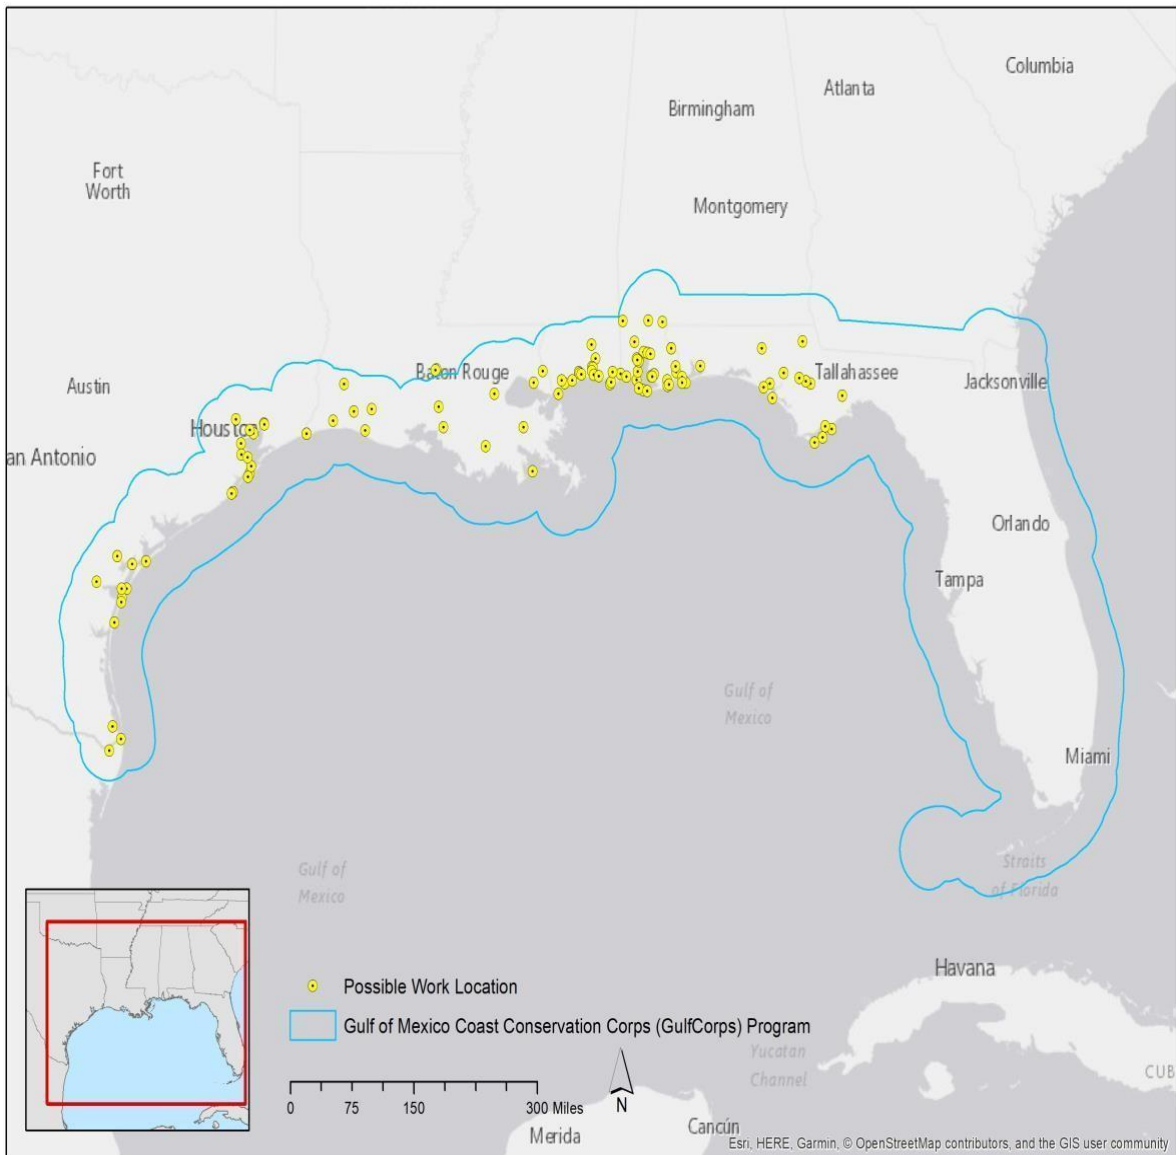 Columbia
Atlanta
Birmingham
Fort
Worth
Montgomery
Austin
Baton Rouge
Tallahassee
Jacksonville
Houston
an Antonio
Orlando
Tampa
Gulf of
Mexico
Miami
Gulf of
Mexico
Straits
of Florida
Havana
Possible Work Location
Gulf of Mexico Coast Conservation Corps (GulfCorps) Program
Yucatan
Channel
CUB
0 75 150 300 Miles
N
Merida
Cancún
Esri, HERE, Garmin, © OpenStreetMap contributors, and the GIS user community